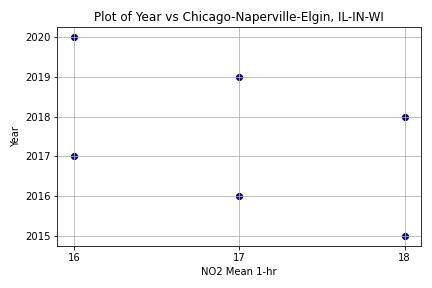 Plot of Year vs Chicago-Naperville-Elgin, IL-IN-WI
2020
2019
2018
2017
2016
2015
Year
16 17 18
NO2 Mean 1-hr